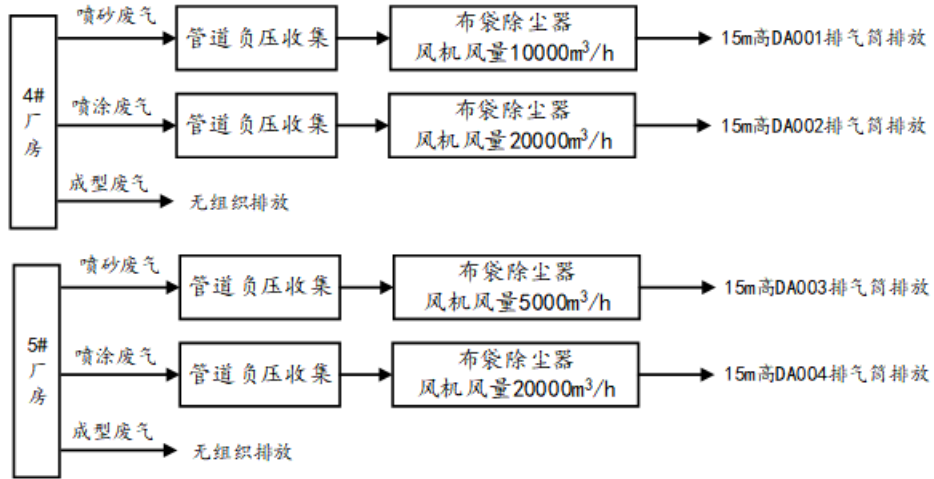 喷砂废气
管道负压收集
布袋除尘器
风机风量10000m³/h
15m高DA001排气筒排放
4#
厂
房
喷涂废气
管道负压收集
布袋除尘器
风机风量20000m³/h
15m高DA002排气筒排放
成型废气
无组织排放
喷砂废气
管道负压收集
布袋除尘器
风机风量5000m³/h
15m高DA003排气筒排放
5#
厂
房
喷涂废气
管道负压收集
布袋除尘器
风机风量20000m³/h
15m高DA004排气筒排放
成型废气
无组织排放